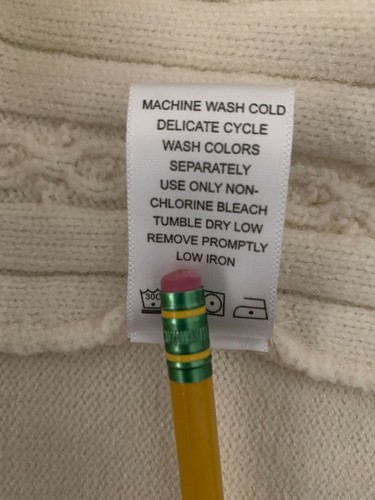 MACHINE WASH COLD
DELICATE CYCLE
WASH COLORS
SEPARATELY
USE ONLY NON-
CHLORINE BLEACH
TUMBLE DRY LOW
REMOVE PROMPTLY
LOW IRON